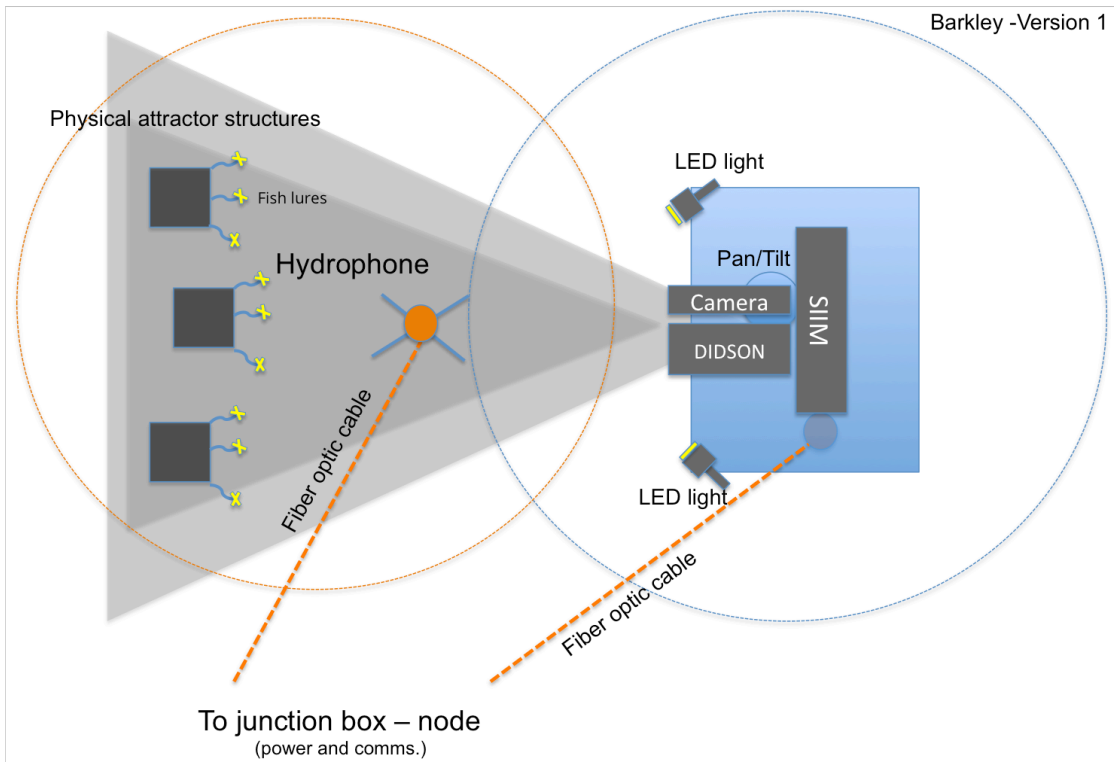 Barkley -Version 1
Physical attractor structures
LED light
Fish lures
Hydrophone
Pan/Tilt
Camera
SIIM
DIDSON
Fiber optic cable
LED light
Fiber optic cable
To junction box – node
(power and comms.)